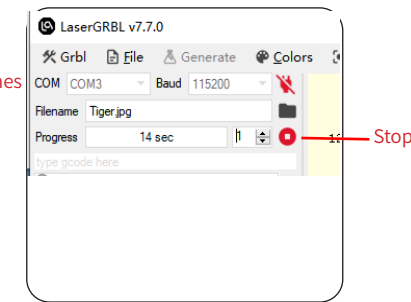 LaserGRBL v7.7.0
Grbl File Generate Colors
COM COM3 Baud 115200
Filename Tiger.jpg
Progress 14 sec 1
Stop
type gcode here